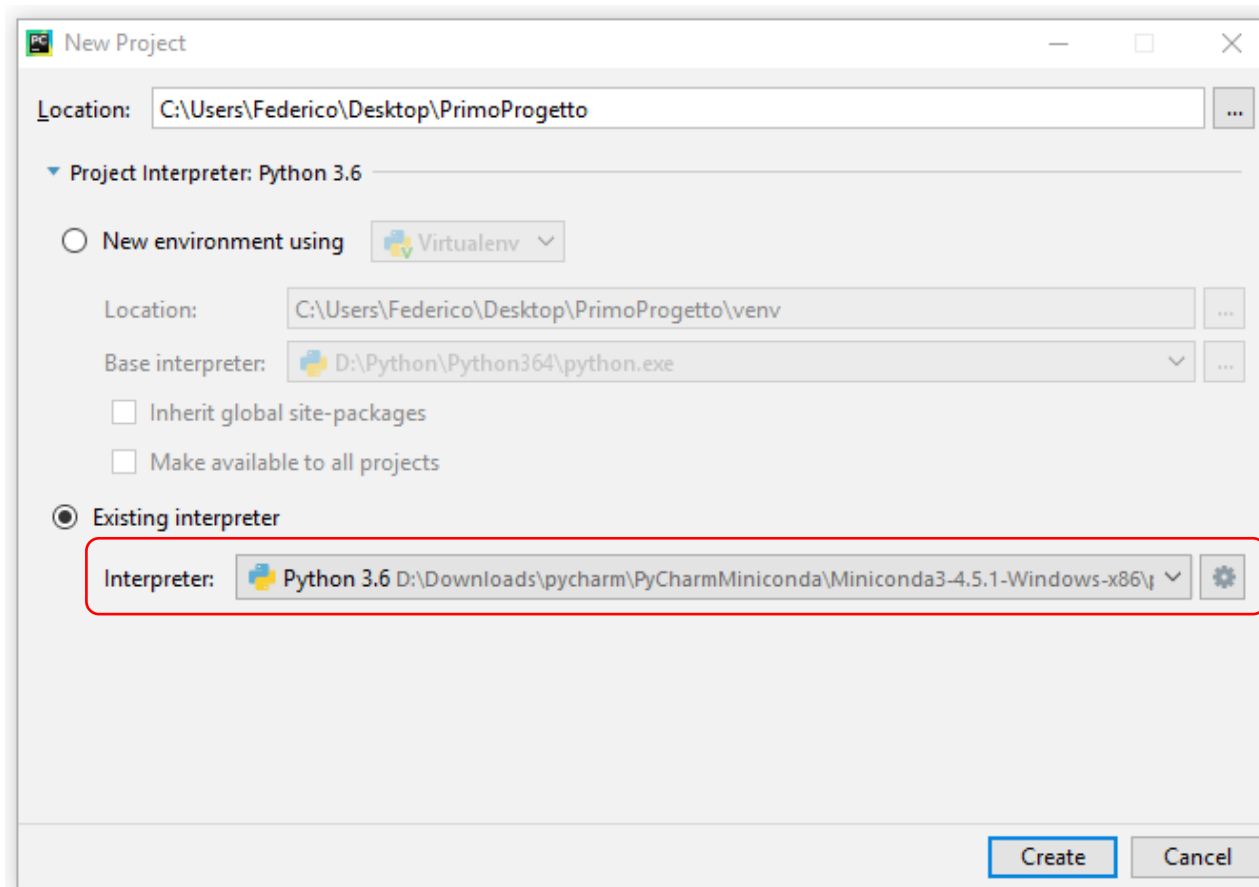 New Project
Location: C:\Users\Federico\Desktop\PrimoProgetto ...
Project Interpreter: Python 3.6
New environment using Virtualenv
Location: C:\Users\Federico\Desktop\PrimoProgetto\venv ...
Base interpreter: D:\Python\Python364\python.exe ...
Inherit global site-packages
Make available to all projects
Existing interpreter
Interpreter: Python 3.6 D:\Downloads\pycharm\PyCharmMiniconda\Miniconda3-4.5.1-Windows-x86\
Create Cancel